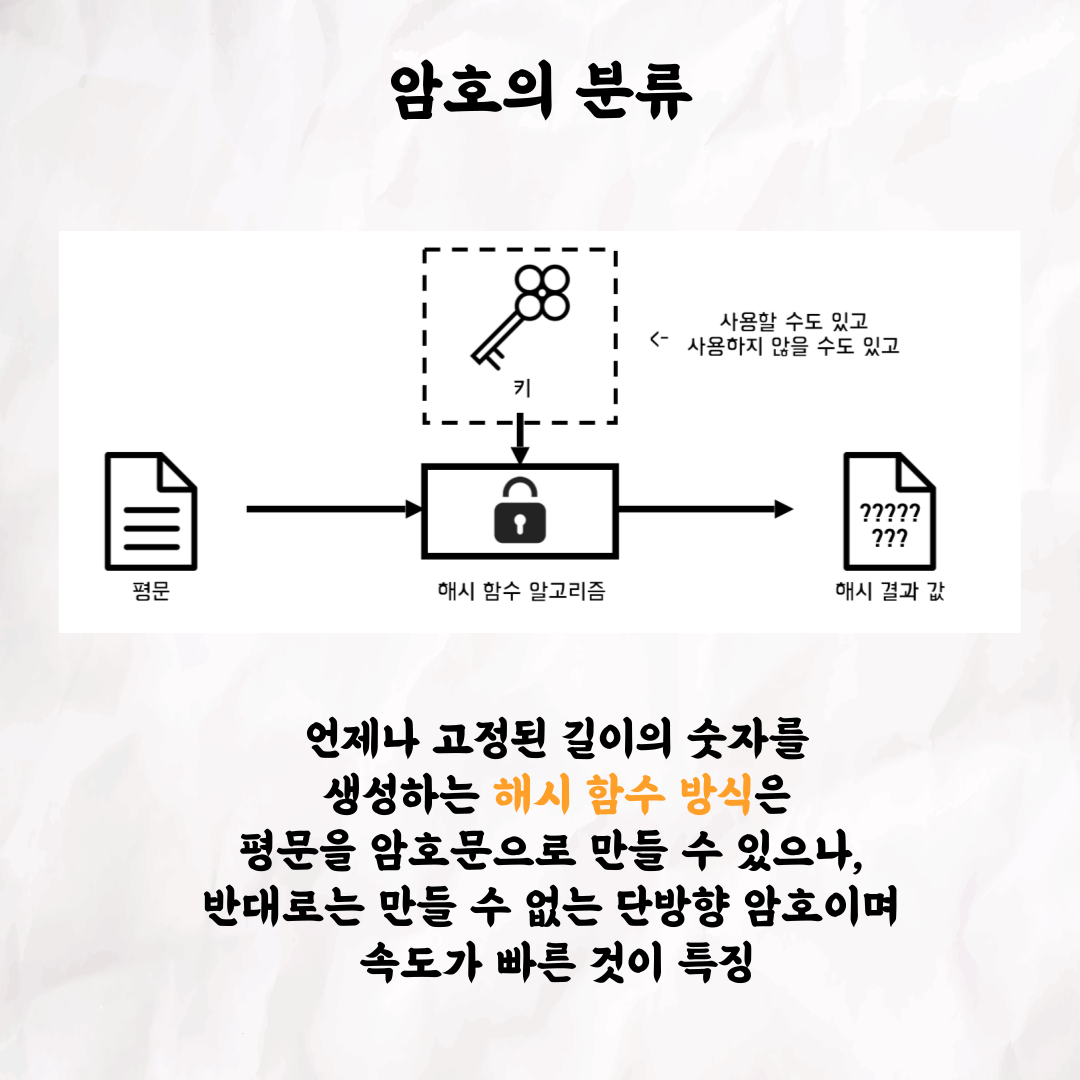 암호의 분류
사용할 수도 있고
<- 사용하지 않을 수도 있고
키
?????
???
평문
해시 함수 알고리즘
해시 결과 값
언제나 고정된 길이의 숫자를
생성하는 해시 함수 방식은
평문을 암호문으로 만들 수 있으나,
반대로는 만들 수 없는 단방향 암호이며
속도가 빠른 것이 특징